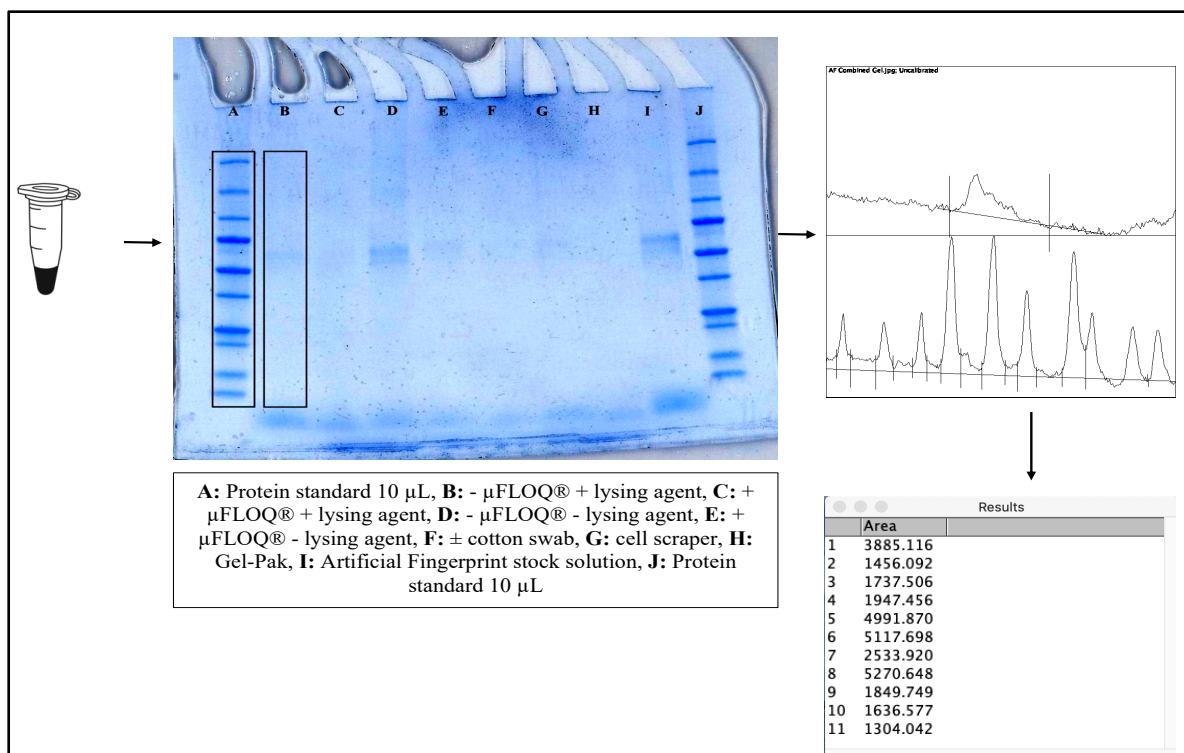 A B C D E F G H I J
A: Protein standard 10 µL, B: - µFLOQ® + lysing agent, C: +
µFLOQ® + lysing agent, D: - µFLOQ® - lysing agent, E: +
µFLOQ® - lysing agent, F: ± cotton swab, G: cell scraper, H:
Gel-Pak, I: Artificial Fingerprint stock solution, J: Protein
standard 10 µL
AF Combined Gel.jpg; Uncalibrated
Results
Area
1 3885.116
2 1456.092
3 1737.506
4 1947.456
5 4991.870
6 5117.698
7 2533.920
8 5270.648
9 1849.749
10 1636.577
11 1304.042